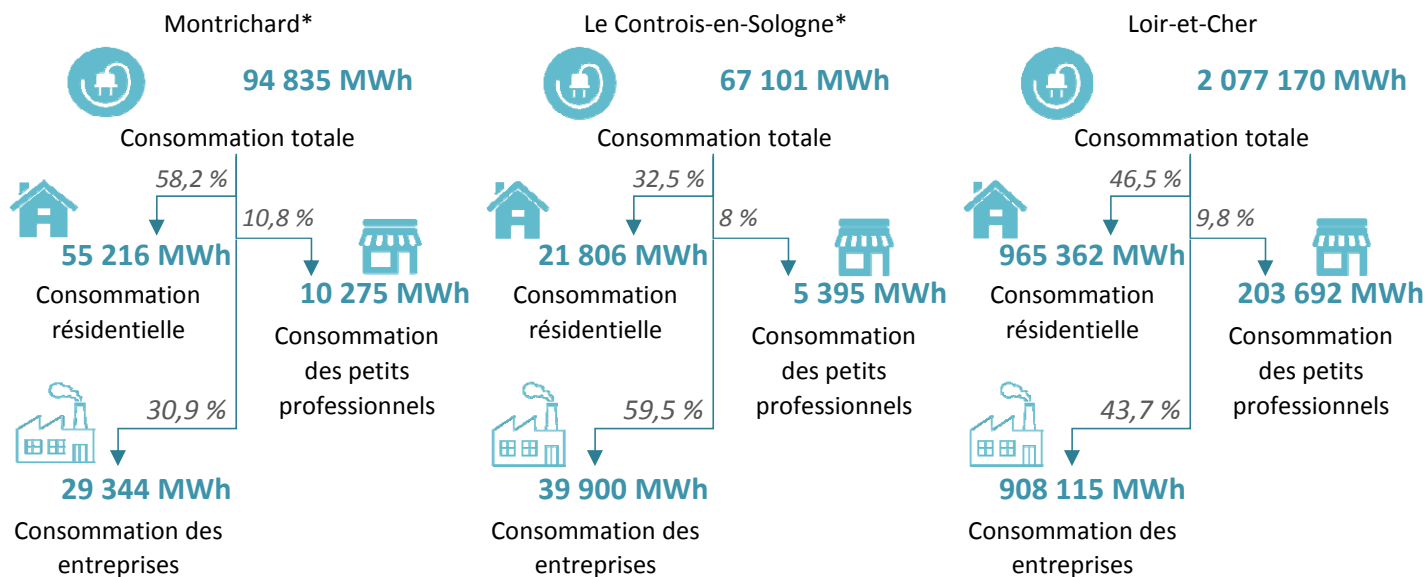 Montrichard*
94 835 MWh
Consommation totale
58,2 %
10,8 %
55 216 MWh
Consommation
résidentielle
10 275 MWh
Consommation
des petits
professionnels
30,9 %
29 344 MWh
Consommation des
entreprises
Le Controis-en-Sologne*
67 101 MWh
Consommation totale
32,5 %
8 %
21 806 MWh
Consommation
résidentielle
5 395 MWh
Consommation
des petits
professionnels
59,5 %
39 900 MWh
Consommation des
entreprises
Loir-et-Cher
2 077 170 MWh
Consommation totale
46,5 %
9,8 %
965 362 MWh
Consommation
résidentielle
203 692 MWh
Consommation
des petits
professionnels
43,7 %
908 115 MWh
Consommation des
entreprises